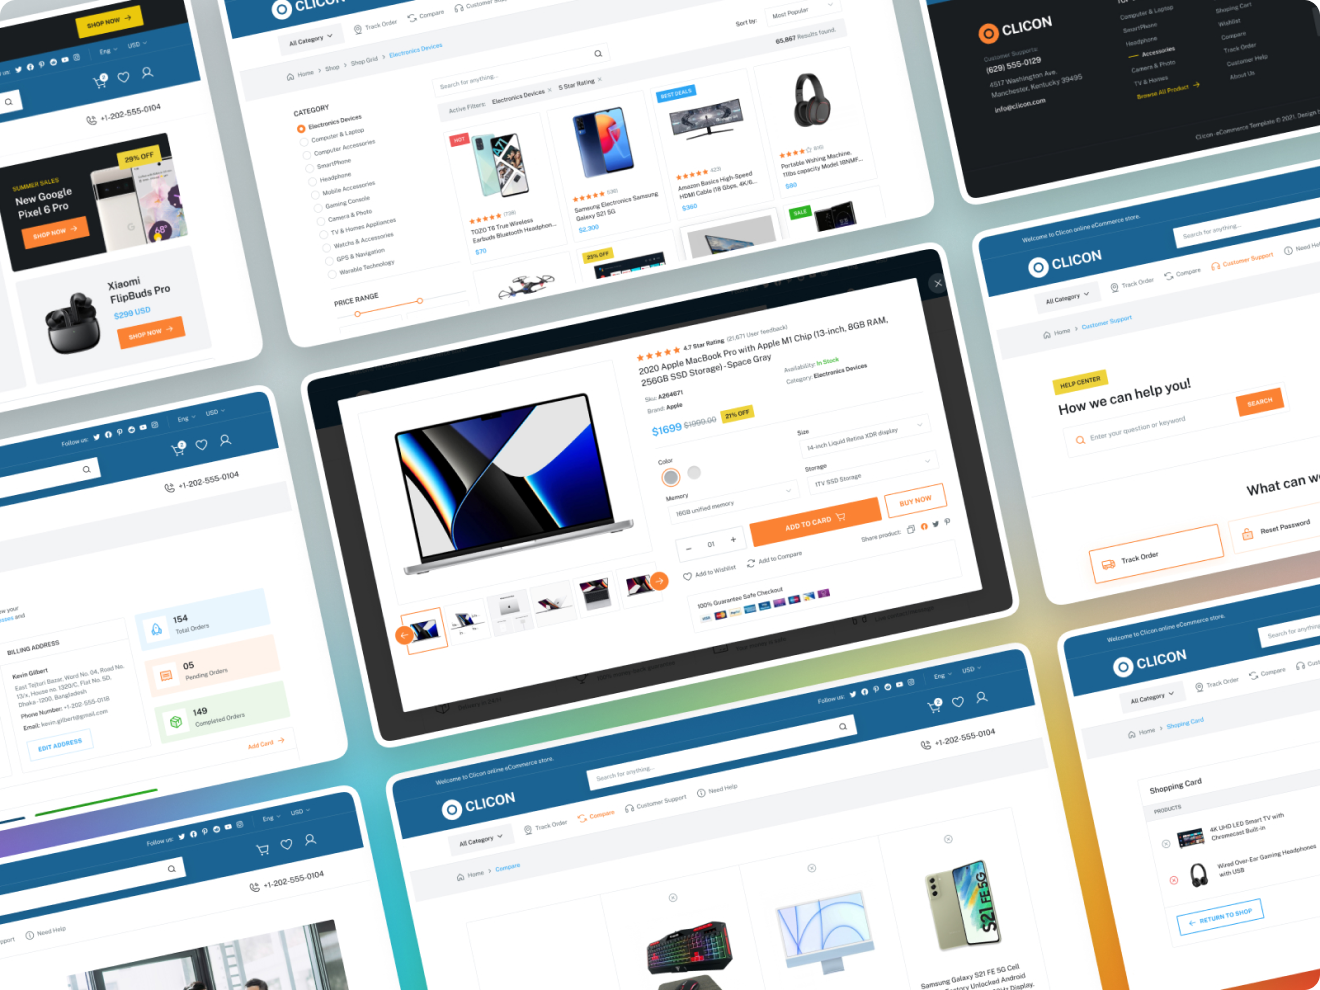 SHOP NOW
Eng
USD
2
+1-202-555-0104
29% OFF
SUMMER SALES
New Google
Pixel 6 Pro
SHOP NOW
Xiaomi
FlipBuds Pro
$299 USD
SHOP NOW
CLICON
All Category
Track Order
Compare
Customer Support
Home
Shop
Shop Grid
Electronics Devices
Sort by:
Most Popular
65,867 Results found.
Search for anything...
Active Filters:
Electronics Devices
5 Star Rating
CATEGORY
Electronics Devices
Computer & Laptop
Computer Accessories
SmartPhone
Headphone
Mobile Accessories
Gaming Console
Camera & Photo
TV & Homes Appliances
Watchs & Accessories
GPS & Navigation
Warable Technology
PRICE RANGE
HOT
TOZO T6 True Wireless
Earbuds Bluetooth Headphon...
$70
Samsung Electronics Samsung
Galaxy S21 5G
$2,300
BEST DEALS
Amazon Basics High-Speed
HDMI Cable (18 Gbps, 4K/6...
$360
Portable Wshing Machine,
11lbs capacity Model 18NMF...
$80
25% OFF
SALE
CLICON
Customer Supports:
(629) 555-0129
4517 Washington Ave.
Manchester, Kentucky 39495
info@clicon.com
Computer & Laptop
SmartPhone
Headphone
Accessories
Camera & Photo
TV & Homes
Browse All Product
Shoping Cart
Wishlist
Compare
Track Order
Customer Help
About Us
Clicon - eCommerce Template © 2021. Design
Welcome to Clicon online eCommerce store.
Search for anything...
CLICON
All Category
Track Order
Compare
Customer Support
Need Help
Home
Customer Support
HELP CENTER
How we can help you!
Enter your question or keyword
SEARCH
What can we
Track Order
Reset Password
4.7 Star Rating (21,671 User feedback)
2020 Apple MacBook Pro with Apple M1 Chip (13-inch, 8GB RAM,
256GB SSD Storage) - Space Gray
Sku: A264671
Availability: In Stock
Brand: Apple
Category: Electronics Devices
$1699 $1999.00 21% OFF
Color
Size
14-inch Liquid Retina XDR display
Memory
16GB unified memory
Storage
1TV SSD Storage
01
ADD TO CARD
BUY NOW
Add to Wishlist
Add to Compare
Share product:
100% Guarantee Safe Checkout
Follow us:
Eng
USD
2
+1-202-555-0104
BILLING ADDRESS
Kevin Gilbert
East Tejturi Bazar, Word No. 04, Road No.
13/x, House no. 1320/C, Flat No. 5D,
Dhaka -1200, Bangladesh
Phone Number: +1-202-555-0118
Email: kevin.gilbert@gmail.com
EDIT ADDRESS
154
Total Orders
05
Pending Orders
149
Completed Orders
Add Card
Follow us:
Eng
USD
+1-202-555-0104
Need Help
Welcome to Clicon online eCommerce store.
Follow us:
Eng
USD
CLICON
Search for anything...
2
All Category
Track Order
Compare
Customer Support
Need Help
+1-202-555-0104
Home
Compare
S21 FE 5G
Samsung Galaxy S21 FE 5G Cell
Factory Unlocked Android
Welcome to Clicon online eCommerce store.
Search for anything
CLICON
All Category
Track Order
Compare
Home
Shoping Card
Shopping Card
PRODUCTS
4K UHD LED Smart TV with
Chromecast Built-in
Wired Over-Ear Gaming Headphones
with USB
RETURN TO SHOP